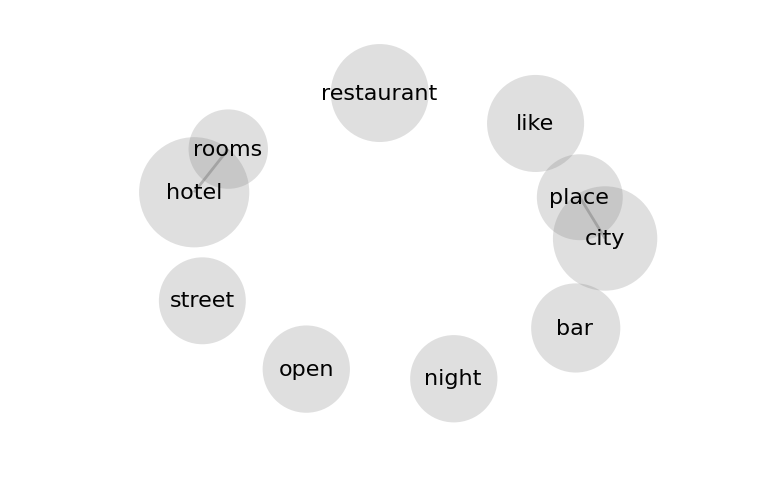 restaurant
like
rooms
hotel
place
city
street
bar
open
night